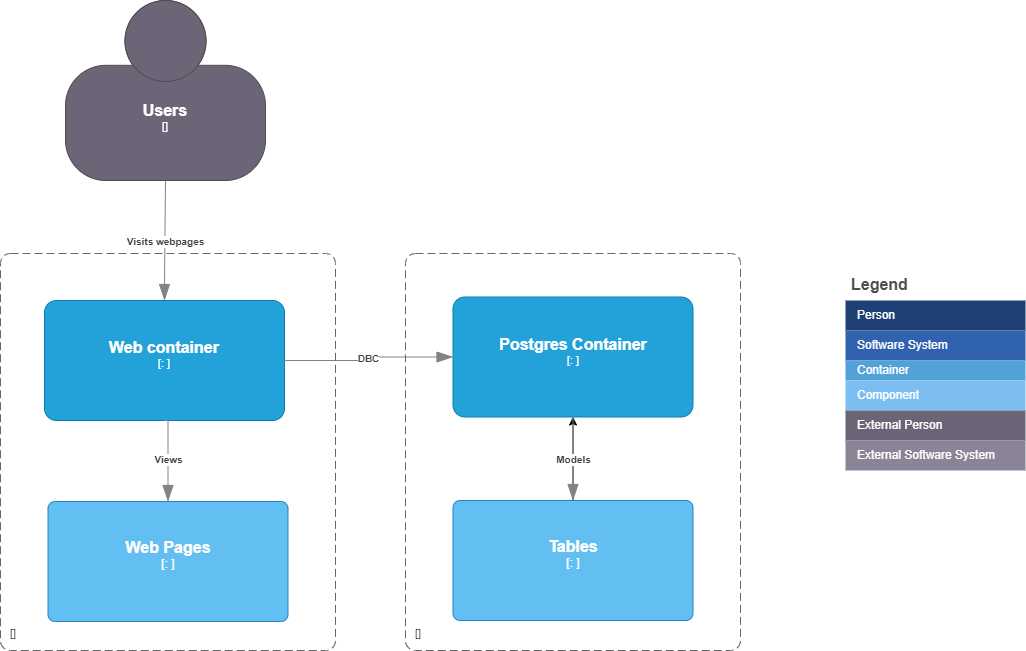 Users
[]
Visits webpages
Web container
[: ]
DBC
Postgres Container
[: ]
Views
Models
Web Pages
[: ]
Tables
[: ]
[]
[]
Legend
Person
Software System
Container
Component
External Person
External Software System